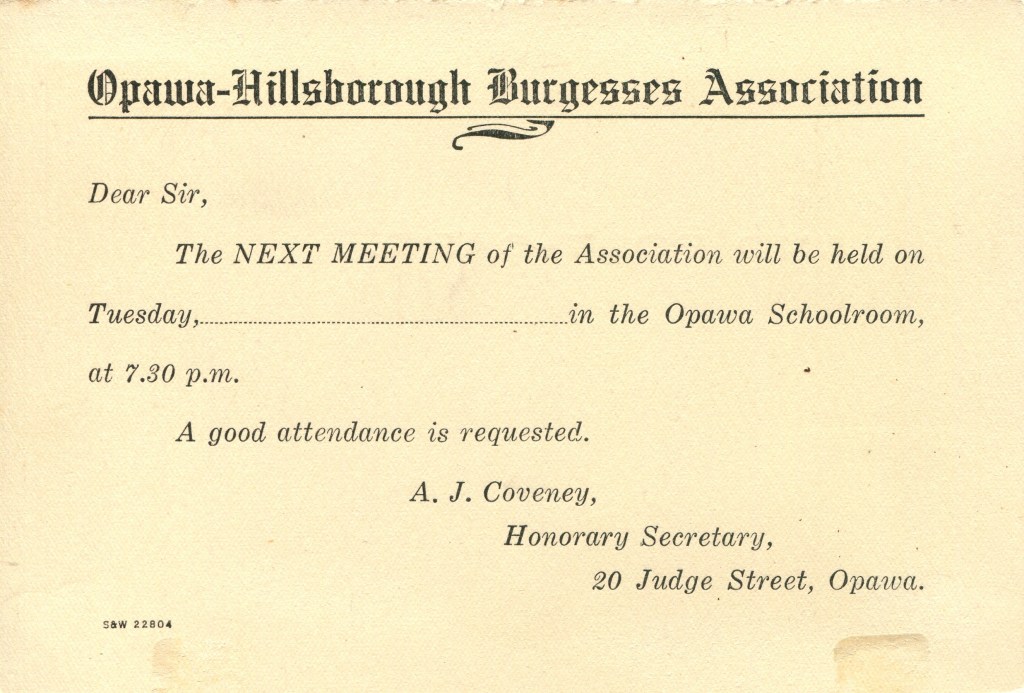 Opawa-Hillsborough Burgesses Association
Dear Sir,
The NEXT MEETING of the Association will be held on
Tuesday,..............................in the Opawa Schoolroom,
at 7.30 p.m.
A good attendance is requested.
A. J. Coveney,
Honorary Secretary,
20 Judge Street, Opawa.
S&W 22804